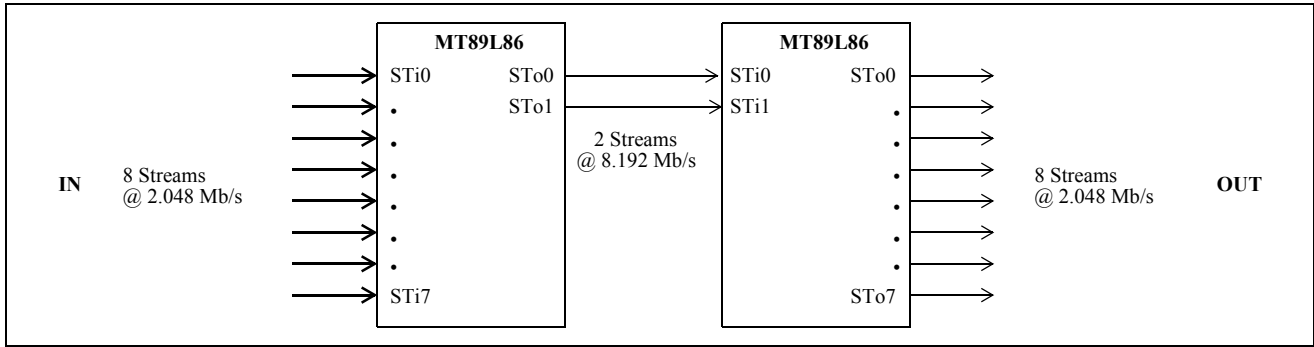 MT89L86
MT89L86
STi0
STo0
STi0
STo0
.
STo1
STi1
.
.
.
2 Streams
@ 8.192 Mb/s
.
.
IN
8 Streams
@ 2.048 Mb/s
8 Streams
@ 2.048 Mb/s
OUT
.
.
.
.
.
.
STi7
STo7